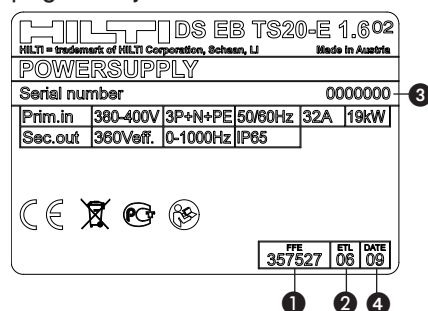 HILTI DS EB TS20-E 1.6 02
HILTI = trademark of HILTI Corporation, Schaan, LI Made in Austria
POWERSUPPLY
Serial number 0000000 3
Prim.in 380-400V 3P+N+PE 50/60Hz 32A 19kW
Sec.out 360Veff. 0-1000Hz IP65
CE PCT
FFE ETL DATE
357527 06 09
1 2 4